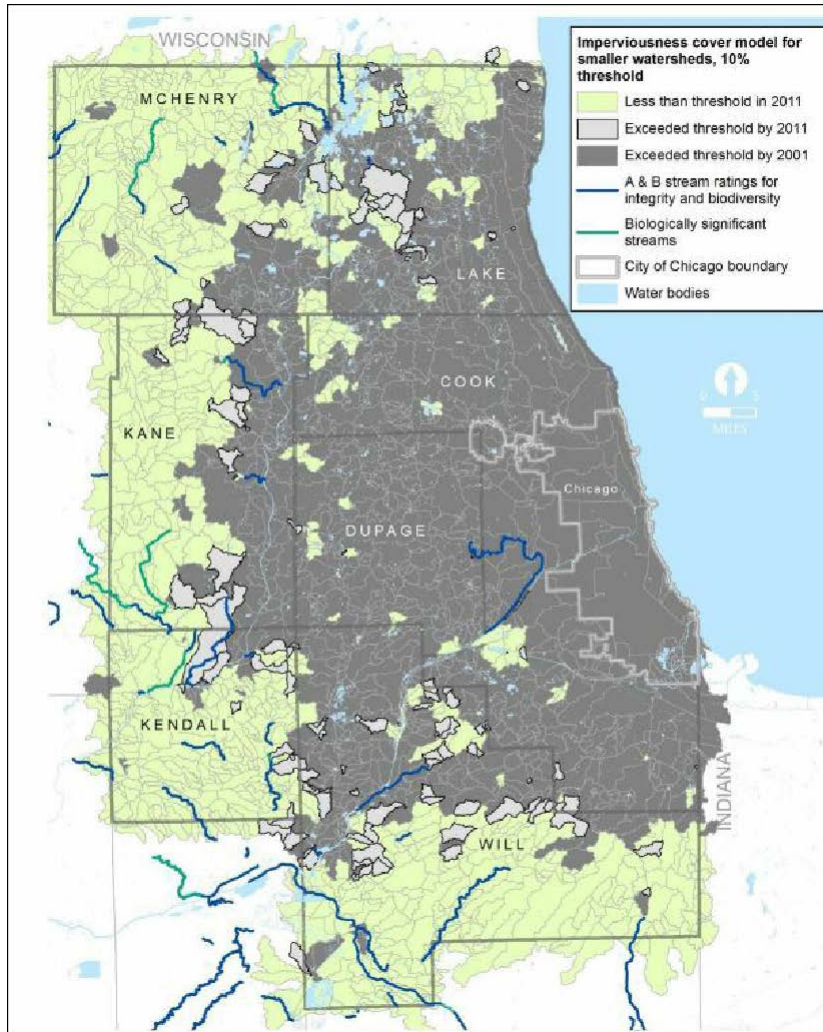 WISCONSIN
MCHENRY
LAKE
COOK
KANE
Chicago
DUPAGE
KENDALL
WILL
INDIANA
Imperviousness cover model for
smaller watersheds, 10%
threshold
Less than threshold in 2011
Exceeded threshold by 2011
Exceeded threshold by 2001
A & B stream ratings for
integrity and biodiversity
Biologically significant
streams
City of Chicago boundary
Water bodies
0 5
MILES